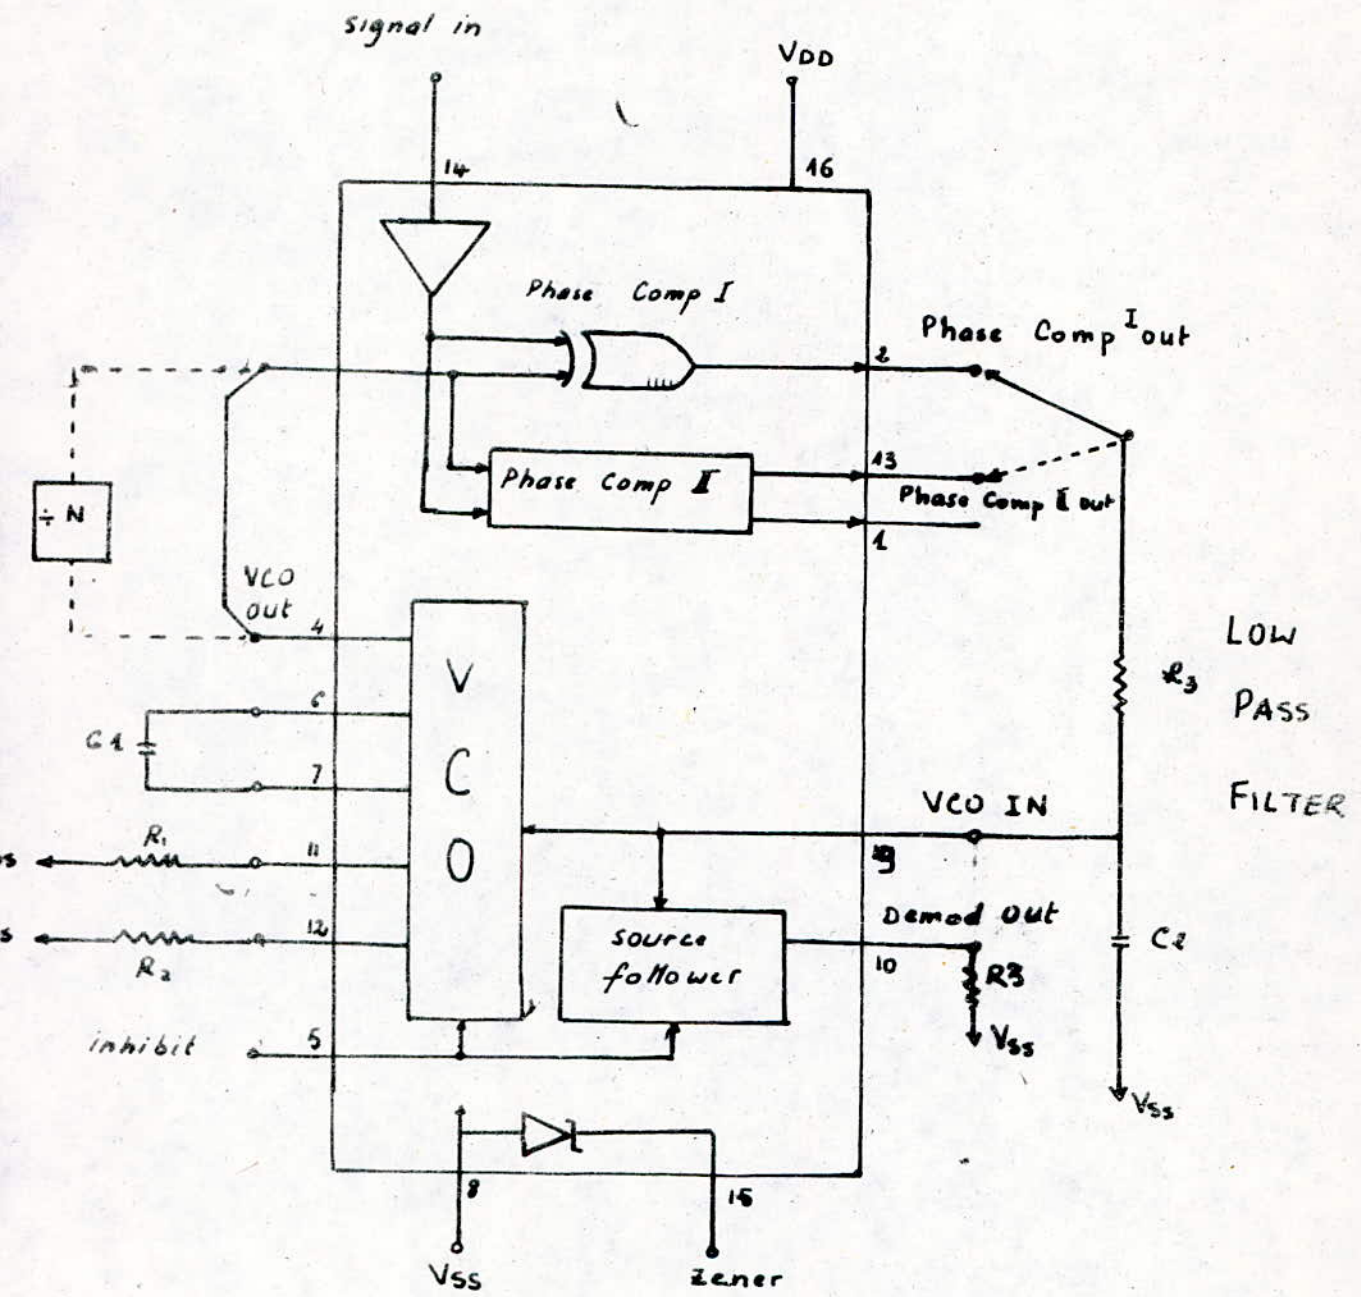 signal in
VDD
14
16
Phase Comp I
Phase Comp I out
2
Phase Comp II
13
Phase Comp II out
1
÷ N
VCO
out
4
V
C
O
LOW
PASS
FILTER
R3
6
C1
7
VCO IN
R1
11
9
s
Demod out
12
s
R2
source
follower
10
R3
C2
inhibit
5
Vss
Vss
8
15
Vss
zener